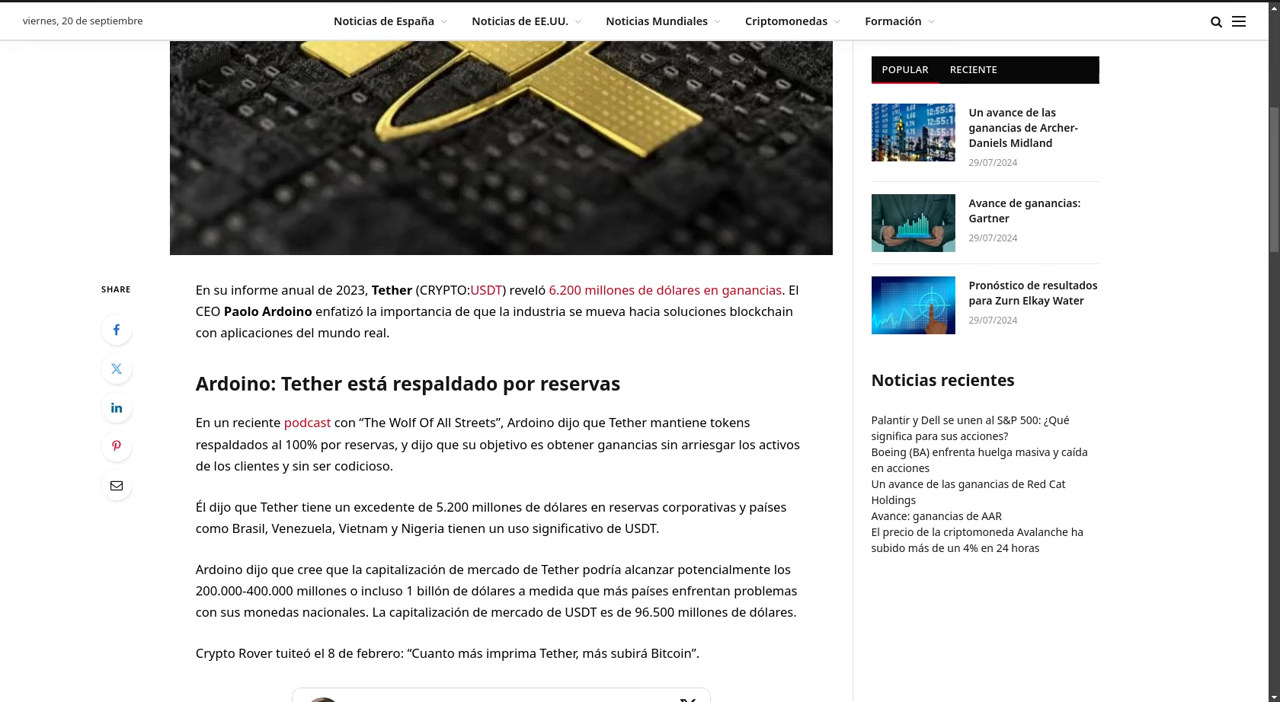 viernes, 20 de septiembre
Noticias de España
Noticias de EE.UU.
Noticias Mundiales
Criptomonedas
Formación
SHARE
En su informe anual de 2023, Tether (CRYPTO:USDT) reveló 6.200 millones de dólares en ganancias. El
CEO Paolo Ardoino enfatizó la importancia de que la industria se mueva hacia soluciones blockchain
con aplicaciones del mundo real.
Ardoino: Tether está respaldado por reservas
En un reciente podcast con “The Wolf Of All Streets”, Ardoino dijo que Tether mantiene tokens
respaldados al 100% por reservas, y dijo que su objetivo es obtener ganancias sin arriesgar los activos
de los clientes y sin ser codicioso.
Él dijo que Tether tiene un excedente de 5.200 millones de dólares en reservas corporativas y países
como Brasil, Venezuela, Vietnam y Nigeria tienen un uso significativo de USDT.
Ardoino dijo que cree que la capitalización de mercado de Tether podría alcanzar potencialmente los
200.000-400.000 millones o incluso 1 billón de dólares a medida que más países enfrentan problemas
con sus monedas nacionales. La capitalización de mercado de USDT es de 96.500 millones de dólares.
Crypto Rover tuiteó el 8 de febrero: “Cuanto más imprima Tether, más subirá Bitcoin”.
POPULAR
RECIENTE
Un avance de las
ganancias de Archer-
Daniels Midland
29/07/2024
Avance de ganancias:
Gartner
29/07/2024
Pronóstico de resultados
para Zurn Elkay Water
29/07/2024
Noticias recientes
Palantir y Dell se unen al S&P 500: ¿Qué
significa para sus acciones?
Boeing (BA) enfrenta huelga masiva y caída
en acciones
Un avance de las ganancias de Red Cat
Holdings
Avance: ganancias de AAR
El precio de la criptomoneda Avalanche ha
subido más de un 4% en 24 horas